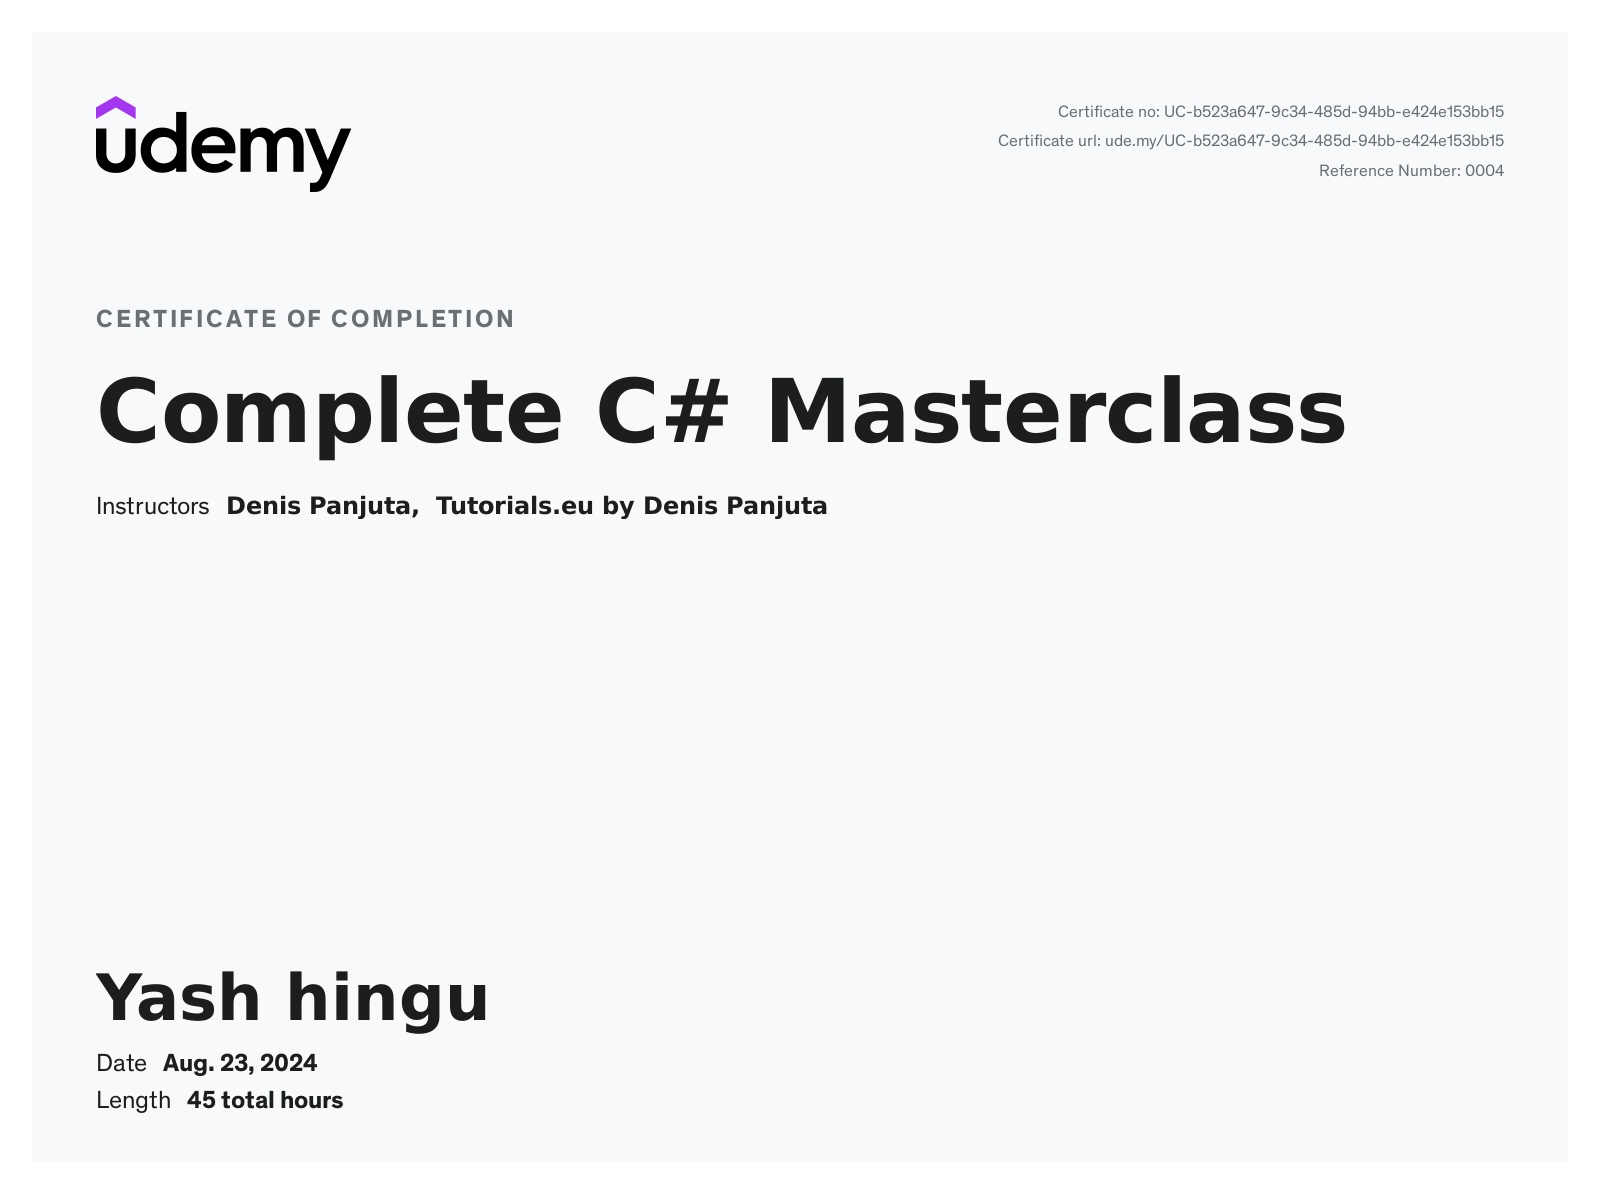 udemy
Certificate no: UC-b523a647-9c34-485d-94bb-e424e153bb15
Certificate url: ude.my/UC-b523a647-9c34-485d-94bb-e424e153bb15
Reference Number: 0004
CERTIFICATE OF COMPLETION
Complete C# Masterclass
Instructors Denis Panjuta, Tutorials.eu by Denis Panjuta
Yash hingu
Date Aug. 23, 2024
Length 45 total hours